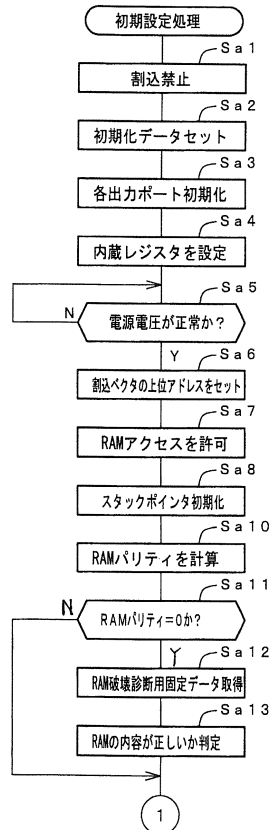 初期設定処理
Sa1
割込禁止
Sa2
初期化データセット
Sa3
各出力ポート初期化
Sa4
内蔵レジスタを設定
Sa5
電源電圧が正常か?
N
Y
Sa6
割込ベクタの上位アドレスをセット
Sa7
RAMアクセスを許可
Sa8
スタックポインタ初期化
Sa10
RAMパリティを計算
Sa11
RAMパリティ=0か?
N
Y
Sa12
RAM破壊診断用固定データ取得
Sa13
RAMの内容が正しいか判定
1